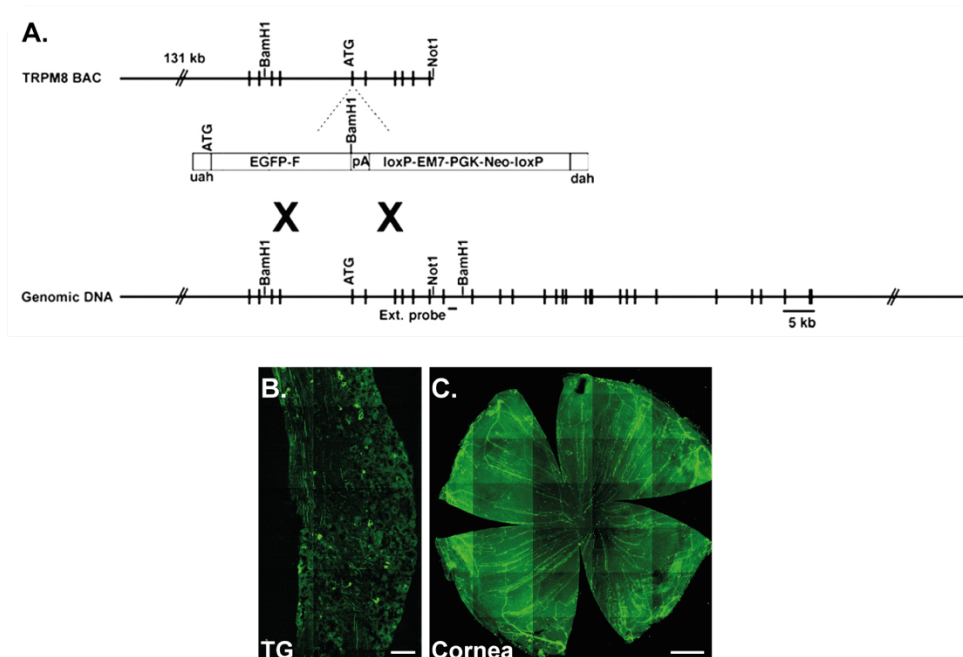 A.
131 kb
BamH1
ATG
Not1
TRPM8 BAC
ATG
BamH1
EGFP-F
pA
loxP-EM7-PGK-Neo-loxP
uah
dah
X X
BamH1
ATG
Not1
BamH1
Genomic DNA
Ext. probe
5 kb
B.
C.
TG
Cornea